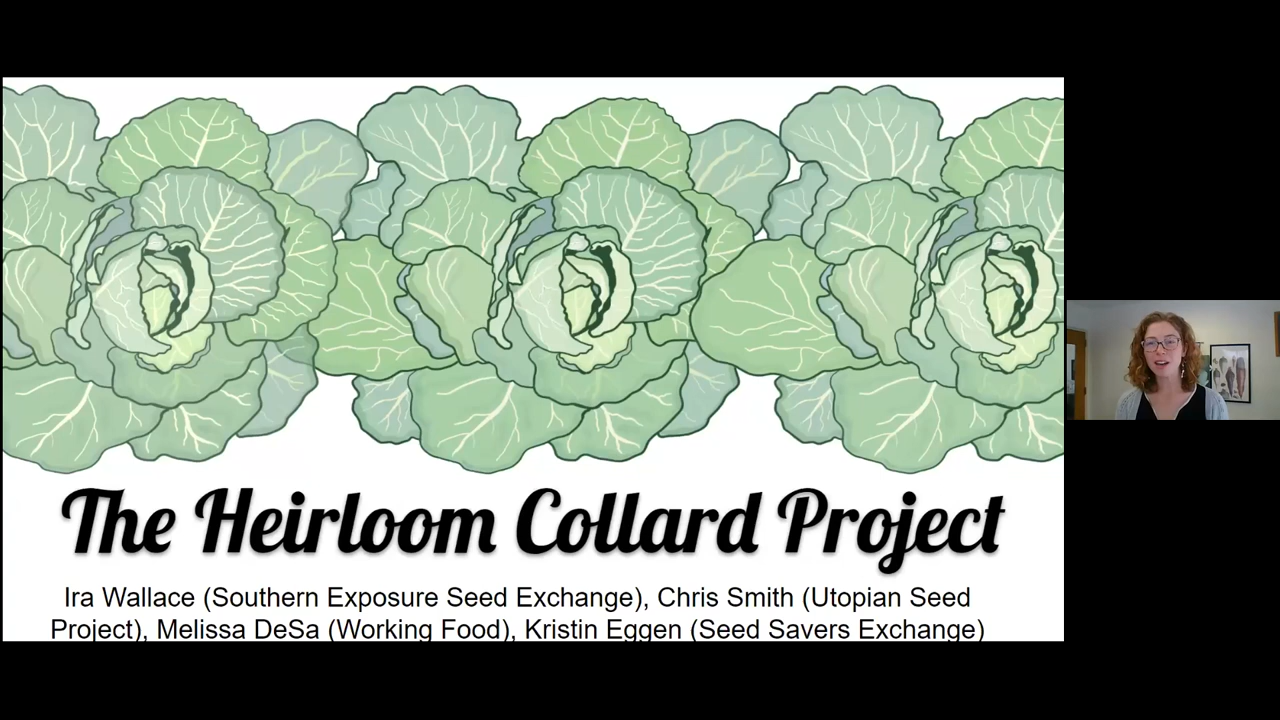 The Heirloom Collard Project
Ira Wallace (Southern Exposure Seed Exchange), Chris Smith (Utopian Seed
Project), Melissa DeSa (Working Food), Kristin Eggen (Seed Savers Exchange)